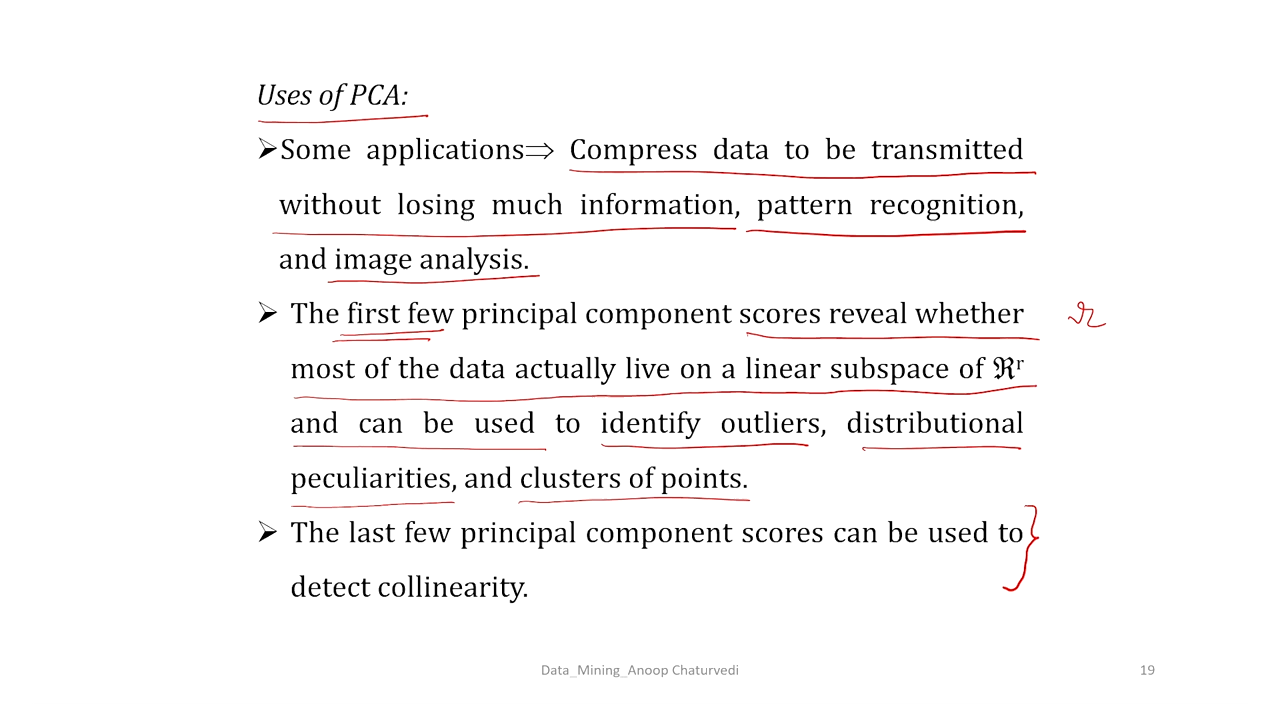 Uses of PCA:
➢Some applications⇒ Compress data to be transmitted
without losing much information, pattern recognition,
and image analysis.
➢ The first few principal component scores reveal whether
most of the data actually live on a linear subspace of ℜʳ
and can be used to identify outliers, distributional
peculiarities, and clusters of points.
➢ The last few principal component scores can be used to
detect collinearity.
Data_Mining_Anoop Chaturvedi
19